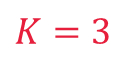 K = 3